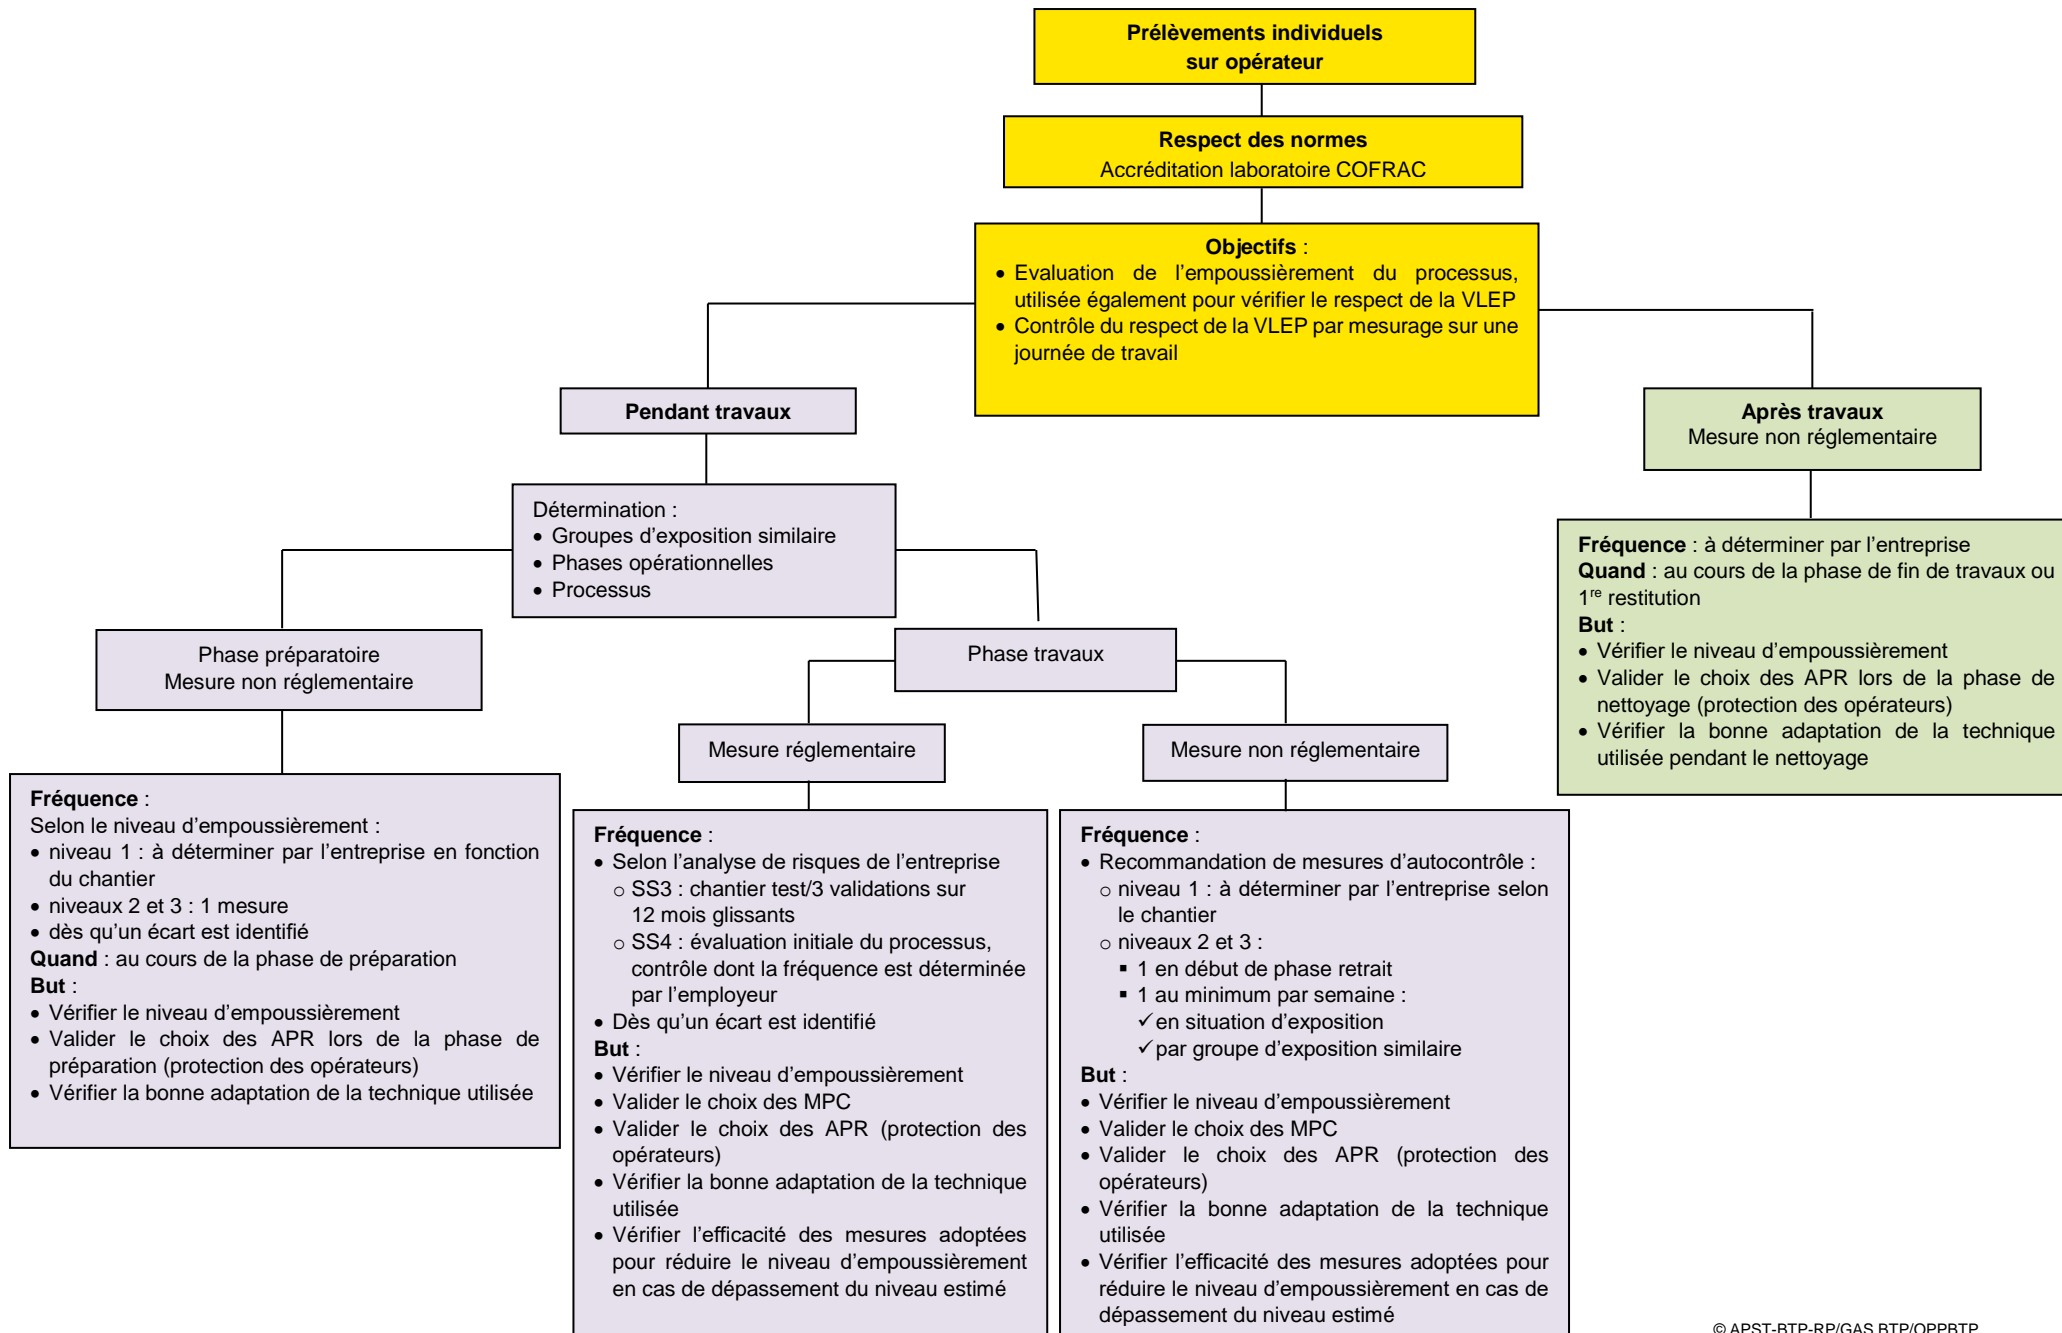 Prélèvements individuels
sur opérateur
Respect des normes
Accréditation laboratoire COFRAC
Objectifs :
• Evaluation de l’empoussièrement du processus,
utilisée également pour vérifier le respect de la VLEP
• Contrôle du respect de la VLEP par mesurage sur une
journée de travail
Pendant travaux
Après travaux
Mesure non réglementaire
Détermination :
• Groupes d’exposition similaire
• Phases opérationnelles
• Processus
Fréquence : à déterminer par l’entreprise
Quand : au cours de la phase de fin de travaux ou
1re restitution
But :
• Vérifier le niveau d’empoussièrement
• Valider le choix des APR lors de la phase de
nettoyage (protection des opérateurs)
• Vérifier la bonne adaptation de la technique
utilisée pendant le nettoyage
Phase préparatoire
Mesure non réglementaire
Phase travaux
Mesure réglementaire
Mesure non réglementaire
Fréquence :
Selon le niveau d’empoussièrement :
• niveau 1 : à déterminer par l’entreprise en fonction
du chantier
• niveaux 2 et 3 : 1 mesure
• dès qu’un écart est identifié
Quand : au cours de la phase de préparation
But :
• Vérifier le niveau d’empoussièrement
• Valider le choix des APR lors de la phase de
préparation (protection des opérateurs)
• Vérifier la bonne adaptation de la technique utilisée
Fréquence :
• Selon l’analyse de risques de l’entreprise
o SS3 : chantier test/3 validations sur
12 mois glissants
o SS4 : évaluation initiale du processus,
contrôle dont la fréquence est déterminée
par l’employeur
• Dès qu’un écart est identifié
But :
• Vérifier le niveau d’empoussièrement
• Valider le choix des MPC
• Valider le choix des APR (protection des
opérateurs)
• Vérifier la bonne adaptation de la technique
utilisée
• Vérifier l’efficacité des mesures adoptées
pour réduire le niveau d’empoussièrement
en cas de dépassement du niveau estimé
Fréquence :
• Recommandation de mesures d’autocontrôle :
o niveau 1 : à déterminer par l’entreprise selon
le chantier
o niveaux 2 et 3 :
▪ 1 en début de phase retrait
▪ 1 au minimum par semaine :
✓ en situation d’exposition
✓ par groupe d’exposition similaire
But :
• Vérifier le niveau d’empoussièrement
• Valider le choix des MPC
• Valider le choix des APR (protection des
opérateurs)
• Vérifier la bonne adaptation de la technique
utilisée
• Vérifier l’efficacité des mesures adoptées pour
réduire le niveau d’empoussièrement en cas de
dépassement du niveau estimé
© APST-BTP-RP/GAS BTP/OPPBTP